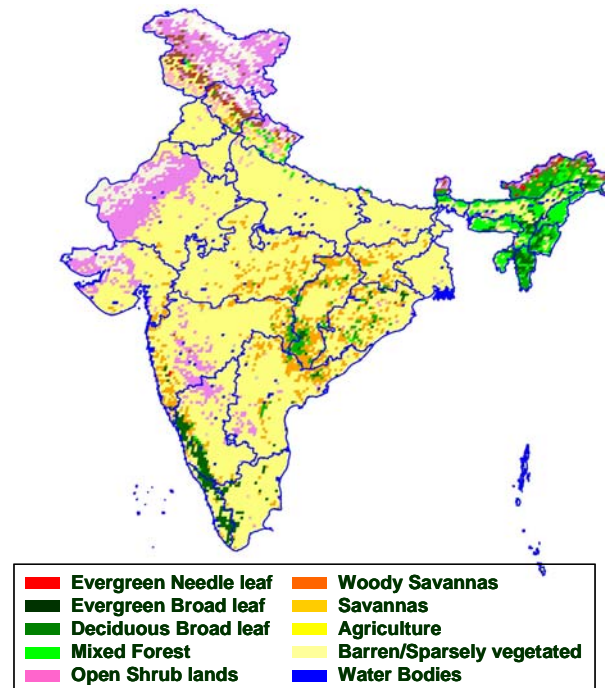 Evergreen Needle leaf
Evergreen Broad leaf
Deciduous Broad leaf
Mixed Forest
Open Shrub lands
Woody Savannas
Savannas
Agriculture
Barren/Sparsely vegetated
Water Bodies